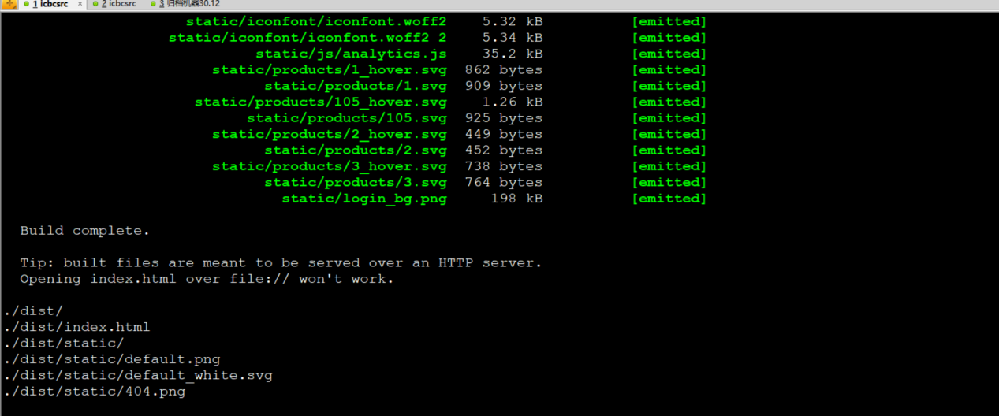 1 icbcsrc × 2 icbcsrc 3 归档机器30.12
static/iconfont/iconfont.woff2 5.32 kB [emitted]
static/iconfont/iconfont.woff2 2 5.34 kB [emitted]
static/js/analytics.js 35.2 kB [emitted]
static/products/1_hover.svg 862 bytes [emitted]
static/products/1.svg 909 bytes [emitted]
static/products/105_hover.svg 1.26 kB [emitted]
static/products/105.svg 925 bytes [emitted]
static/products/2_hover.svg 449 bytes [emitted]
static/products/2.svg 452 bytes [emitted]
static/products/3_hover.svg 738 bytes [emitted]
static/products/3.svg 764 bytes [emitted]
static/login_bg.png 198 kB [emitted]
Build complete.
Tip: built files are meant to be served over an HTTP server.
Opening index.html over file:// won't work.
./dist/
./dist/index.html
./dist/static/
./dist/static/default.png
./dist/static/default_white.svg
./dist/static/404.png